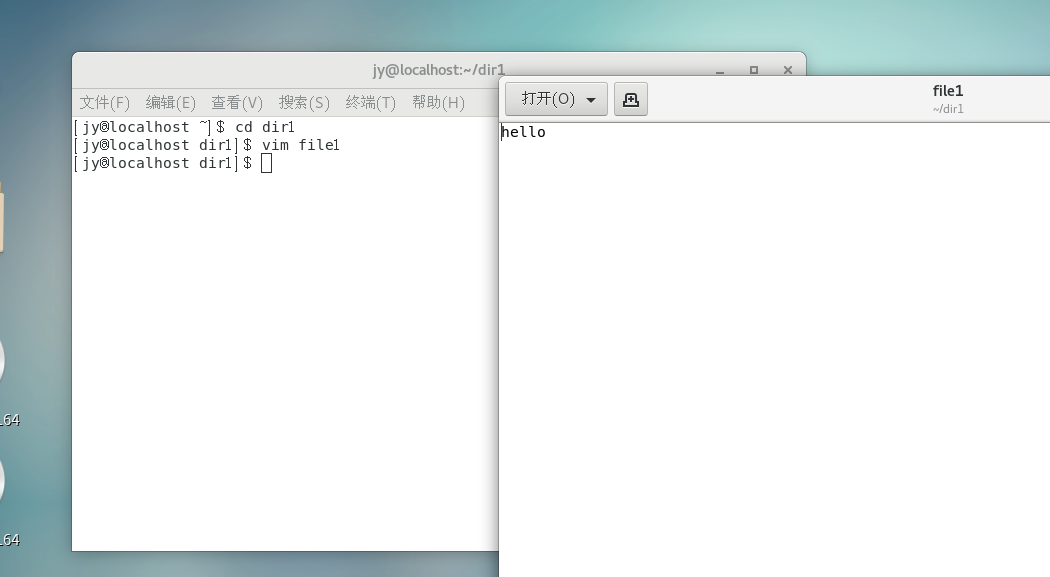 jy@localhost:~/dir1
文件(F) 编辑(E) 查看(V) 搜索(S) 终端(T) 帮助(H)
[jy@localhost ~]$ cd dir1
[jy@localhost dir1]$ vim file1
[jy@localhost dir1]$
打开(O)
file1
~/dir1
hello
64
64